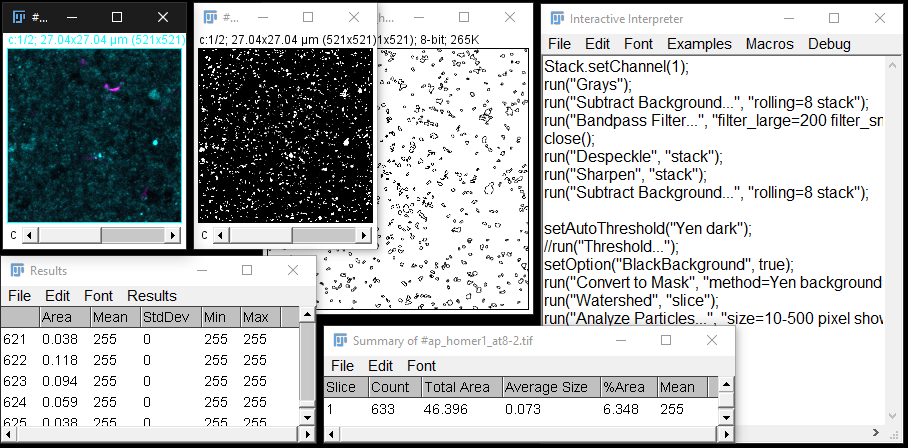 #...
c:1/2; 27.04x27.04 µm (521x521)
C
#...
c:1/2; 27.04x27.04 µm (521x521)
C
x521); 8-bit; 265K
Interactive Interpreter
File Edit Font Examples Macros Debug
Stack.setChannel(1);
run("Grays");
run("Subtract Background...", "rolling=8 stack");
run("Bandpass Filter...", "filter_large=200 filter_sm
close();
run("Despeckle", "stack");
run("Sharpen", "stack");
run("Subtract Background...", "rolling=8 stack");
setAutoThreshold("Yen dark");
//run("Threshold...");
setOption("BlackBackground", true);
run("Convert to Mask", "method=Yen background
run("Watershed", "slice");
run("Analyze Particles...", "size=10-500 pixel show
Results
File Edit Font Results
Area Mean StdDev Min Max
621 0.038 255 0 255 255
622 0.118 255 0 255 255
623 0.094 255 0 255 255
624 0.059 255 0 255 255
625 0.038 255 0 255 255
Summary of #ap_homer1_at8-2.tif
File Edit Font
Slice Count Total Area Average Size %Area Mean
1 633 46.396 0.073 6.348 255